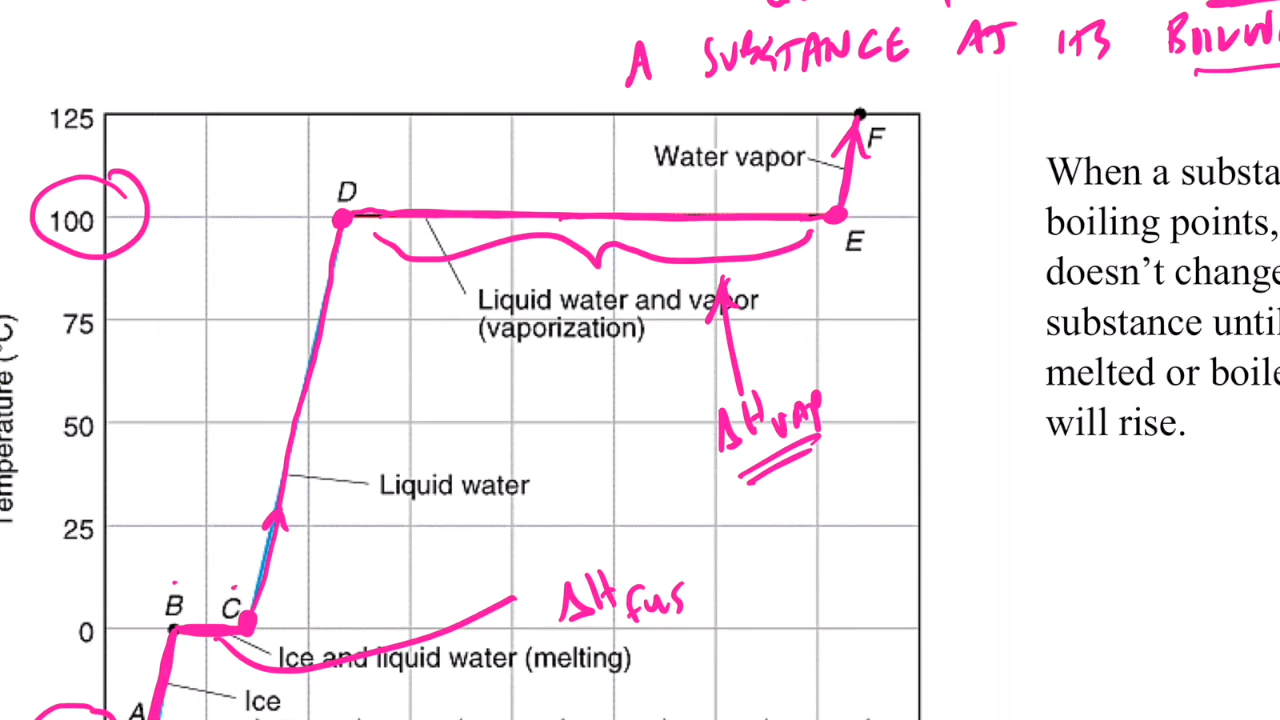 A SUBSTANCE AT ITS
125
F
Water vapor
When a substa
D
100
boiling points,
E
doesn't change
Liquid water and vapor
(vaporization)
75
substance until
melted or boile
ΔHvap
50
will rise.
Temperature (°C)
Liquid water
25
ΔHfus
B
C
0
Ice and liquid water (melting)
Ice
A